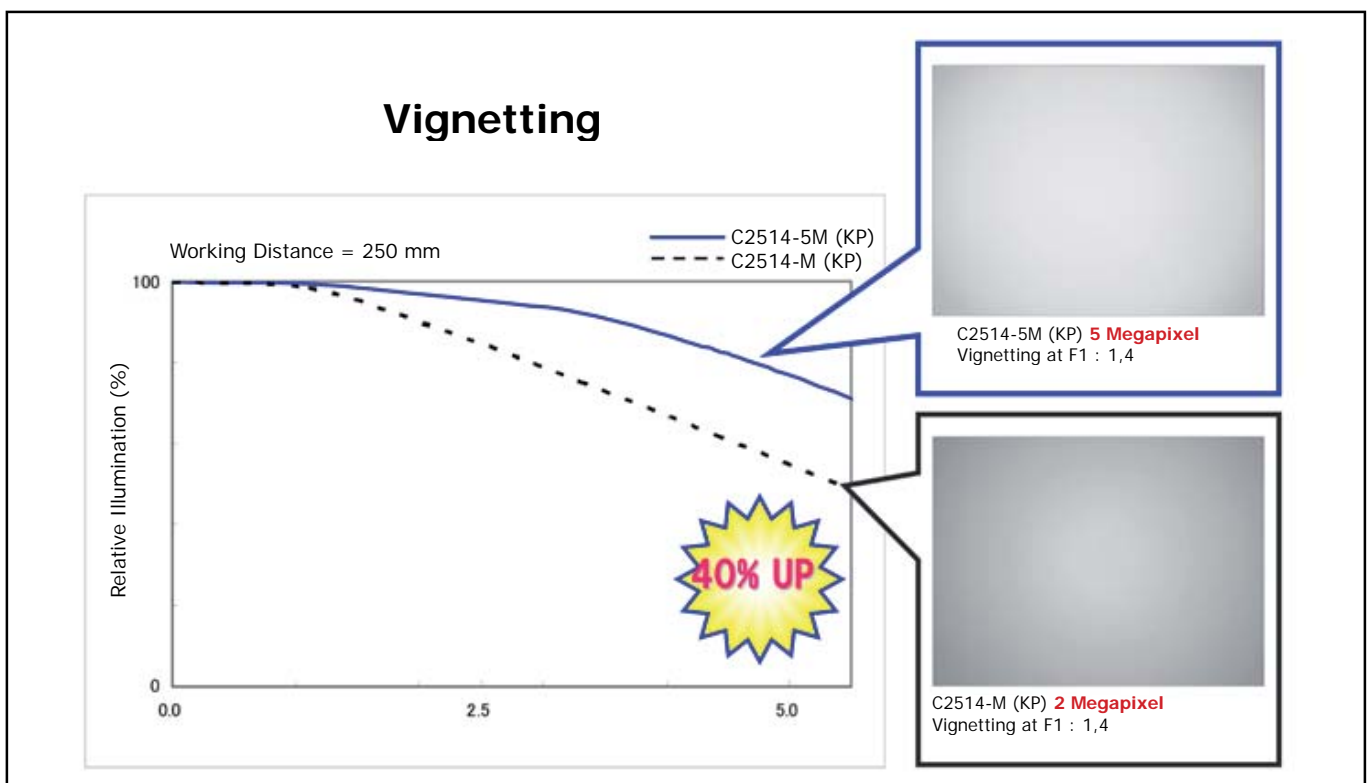 Vignetting
Working Distance = 250 mm
C2514-5M (KP)
C2514-M (KP)
100
Relative Illumination (%)
0
0.0
2.5
5.0
40% UP
C2514-5M (KP) 5 Megapixel
Vignetting at F1 : 1,4
C2514-M (KP) 2 Megapixel
Vignetting at F1 : 1,4